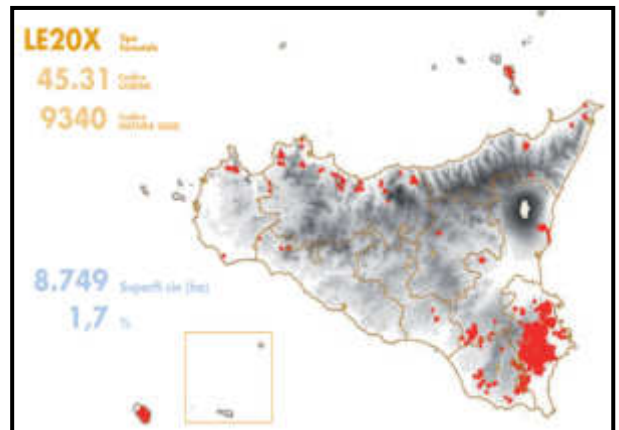 LE20X Tipo forestale
45.31 Codice CORINE
9340 Codice NATURA 2000
8.749 Superficie (ha)
1,7 %